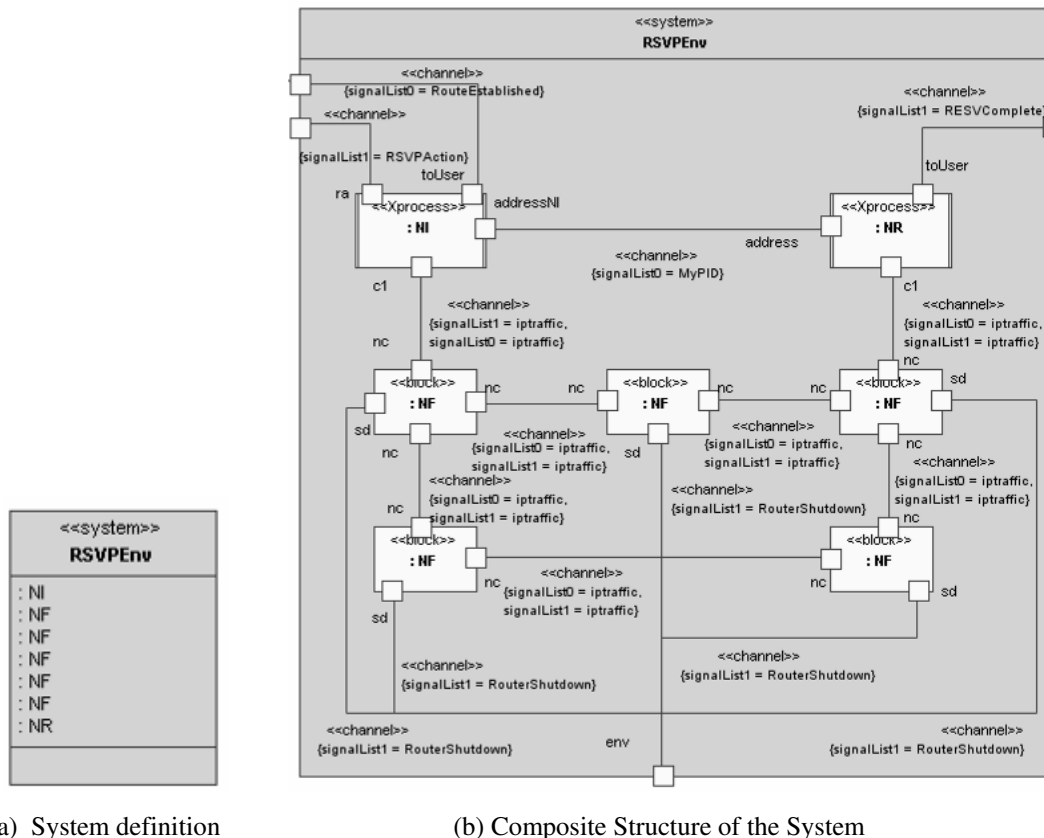 <<system>>
RSVPEnv
<<channel>>
{signalList0 = RouteEstablished}
<<channel>>
{signalList1 = RSVPAction}
toUser
<<channel>>
{signalList1 = RESVComplete}
toUser
ra
<<Xprocess>>
: NI
addressNI
address
<<Xprocess>>
: NR
<<channel>>
{signalList0 = MyPID}
c1
<<channel>>
{signalList1 = iptraffic,
signalList0 = iptraffic}
nc
c1
<<channel>>
{signalList0 = iptraffic,
signalList1 = iptraffic}
nc
<<block>>
: NF
nc
sd
nc
nc
<<block>>
: NF
nc
sd
nc
<<block>>
: NF
sd
nc
<<channel>>
{signalList0 = iptraffic,
signalList1 = iptraffic}
<<channel>>
{signalList0 = iptraffic,
signalList1 = iptraffic}
<<channel>>
{signalList0 = iptraffic,
signalList1 = iptraffic}
<<channel>>
{signalList0 = iptraffic,
signalList1 = iptraffic}
<<channel>>
{signalList1 = RouterShutdown}
nc
<<block>>
: NF
nc
sd
nc
<<block>>
: NF
nc
sd
<<channel>>
{signalList0 = iptraffic,
signalList1 = iptraffic}
<<channel>>
{signalList1 = RouterShutdown}
<<channel>>
{signalList1 = RouterShutdown}
<<channel>>
{signalList1 = RouterShutdown}
env
<<channel>>
{signalList1 = RouterShutdown}
<<system>>
RSVPEnv
: NI
: NF
: NF
: NF
: NF
: NF
: NR
a) System definition
(b) Composite Structure of the System